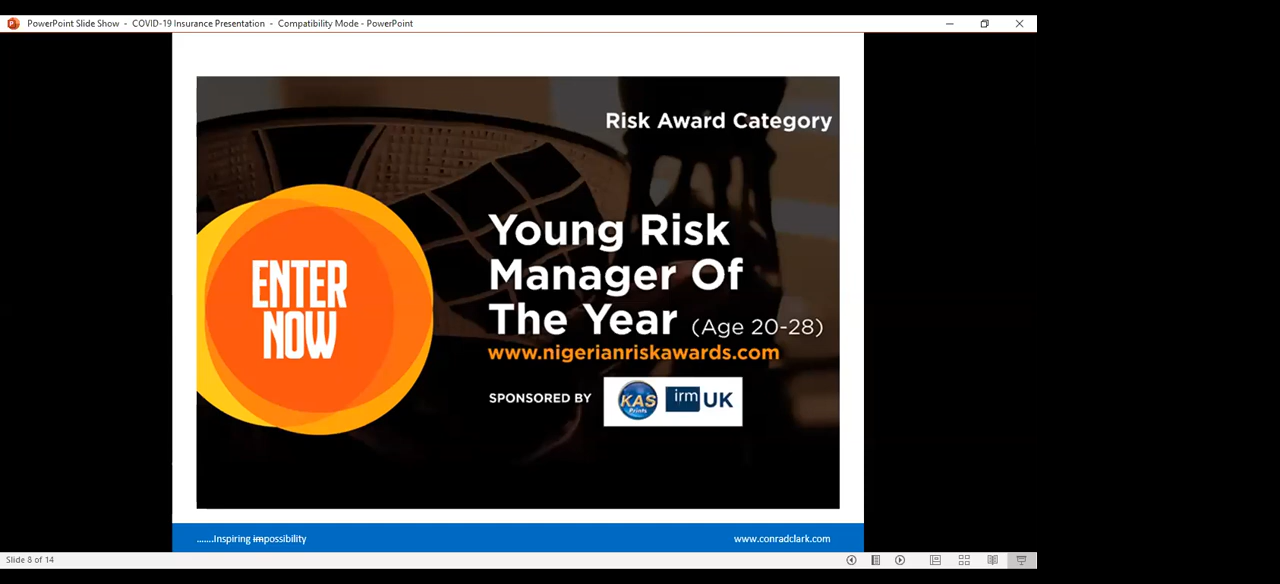 PowerPoint Slide Show - COVID-19 Insurance Presentation - Compatibility Mode - PowerPoint
Risk Award Category
ENTER
NOW
Young Risk
Manager Of
The Year (Age 20-28)
www.nigerianriskawards.com
SPONSORED BY KAS Prints irm UK
.......Inspiring impossibility www.conradclark.com
Slide 8 of 14